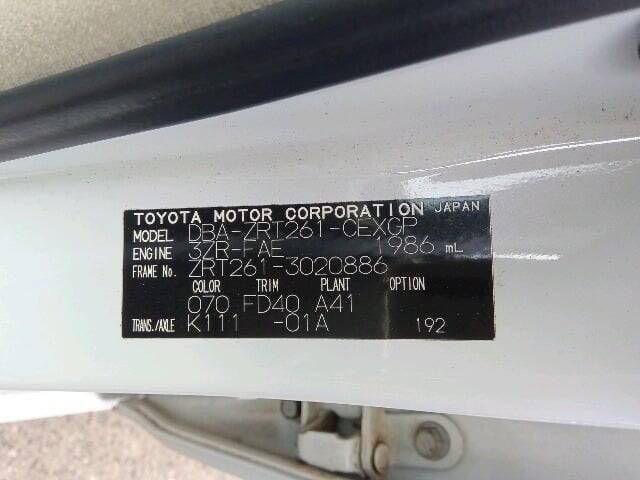 TOYOTA MOTOR CORPORATION JAPAN
MODEL DBA-ZRT261-CEXGP
ENGINE 3ZR-FAE 1986 mL
FRAME No. ZRT261-3020886
COLOR TRIM PLANT OPTION
070 FD40 A41
TRANS./AXLE K111 -01A 192